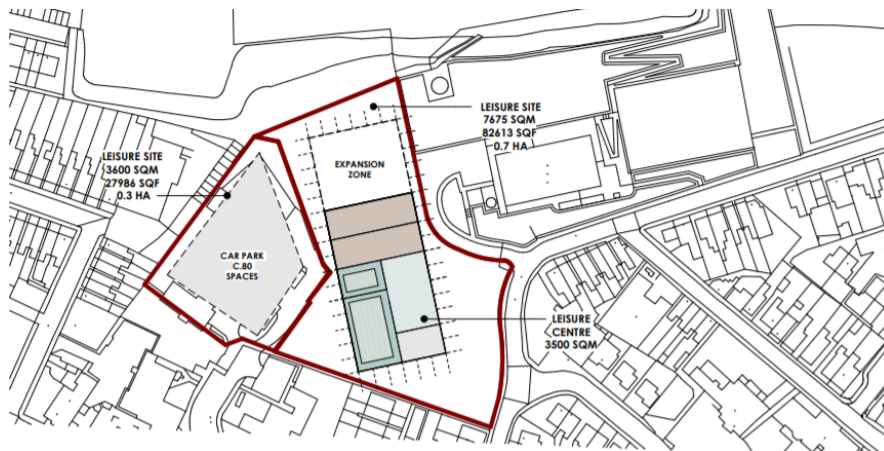 LEISURE SITE
7675 SQM
82613 SQF
0.7 HA
EXPANSION
ZONE
LEISURE SITE
3600 SQM
27986 SQF
0.3 HA
CAR PARK
C.80
SPACES
LEISURE
CENTRE
3500 SQM